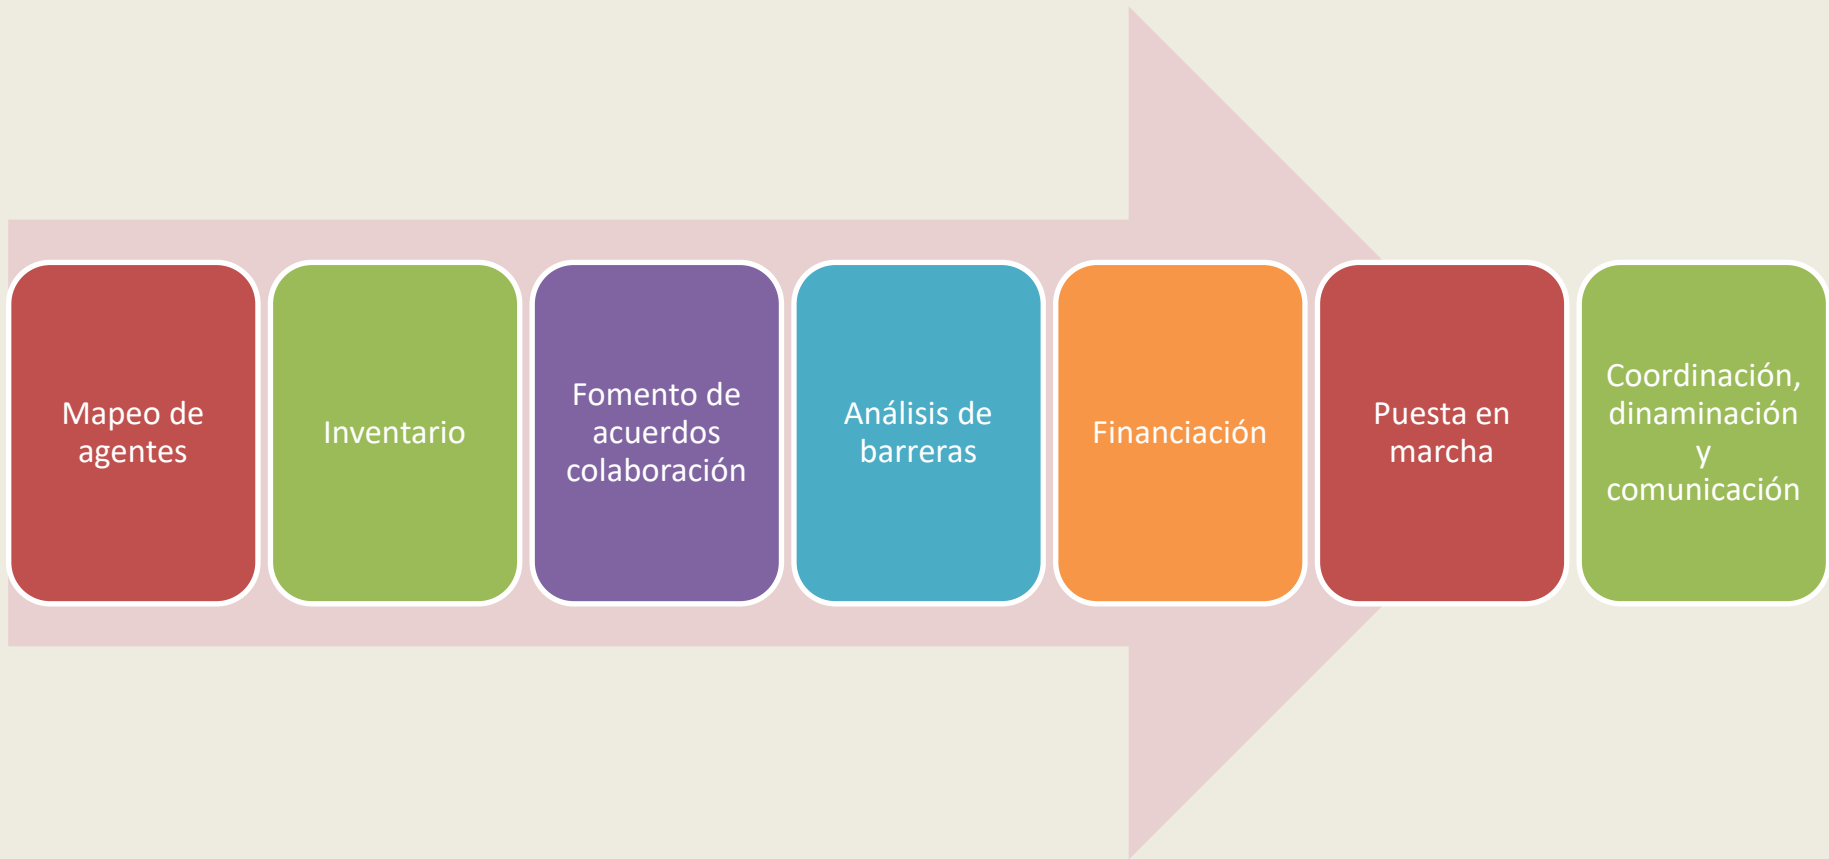 Mapeo de
agentes
Inventario
Fomento de
acuerdos
colaboración
Análisis de
barreras
Financiación
Puesta en
marcha
Coordinación,
dinaminación
y
comunicación